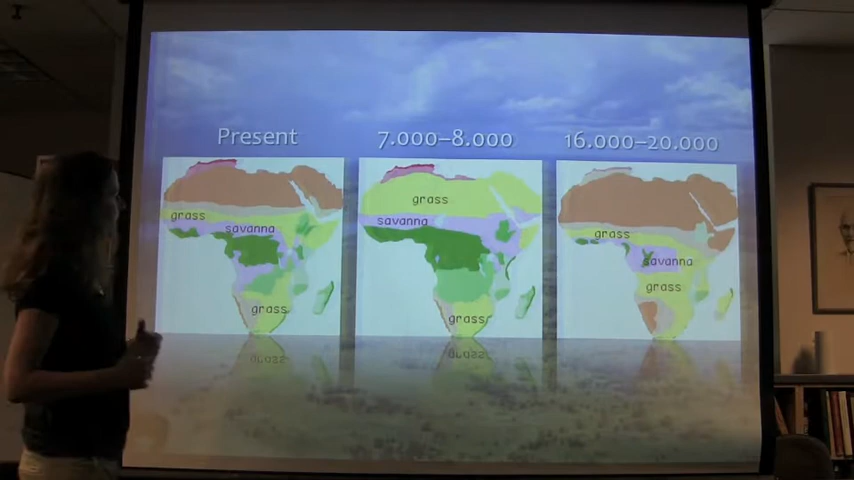 Present
7.000–8.000
16.000–20.000
grass
savanna
grass
grass
savanna
grass
grass
savanna
grass